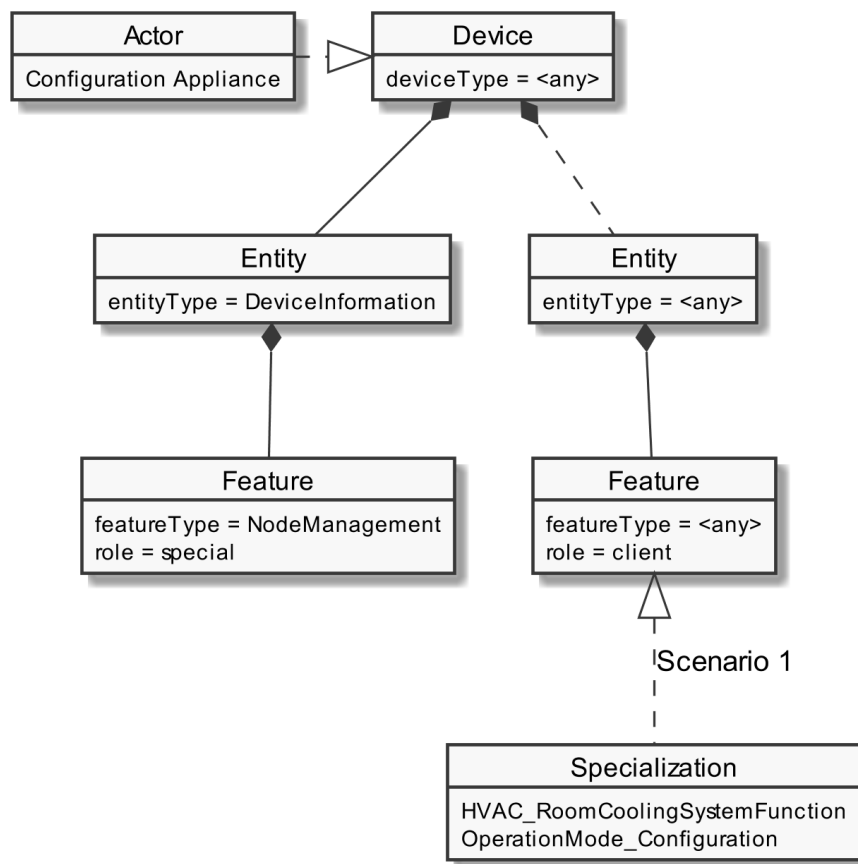 Actor
Configuration Appliance
Device
deviceType = <any>
Entity
entityType = DeviceInformation
Entity
entityType = <any>
Feature
featureType = NodeManagement
role = special
Feature
featureType = <any>
role = client
Scenario 1
Specialization
HVAC_RoomCoolingSystemFunction
OperationMode_Configuration